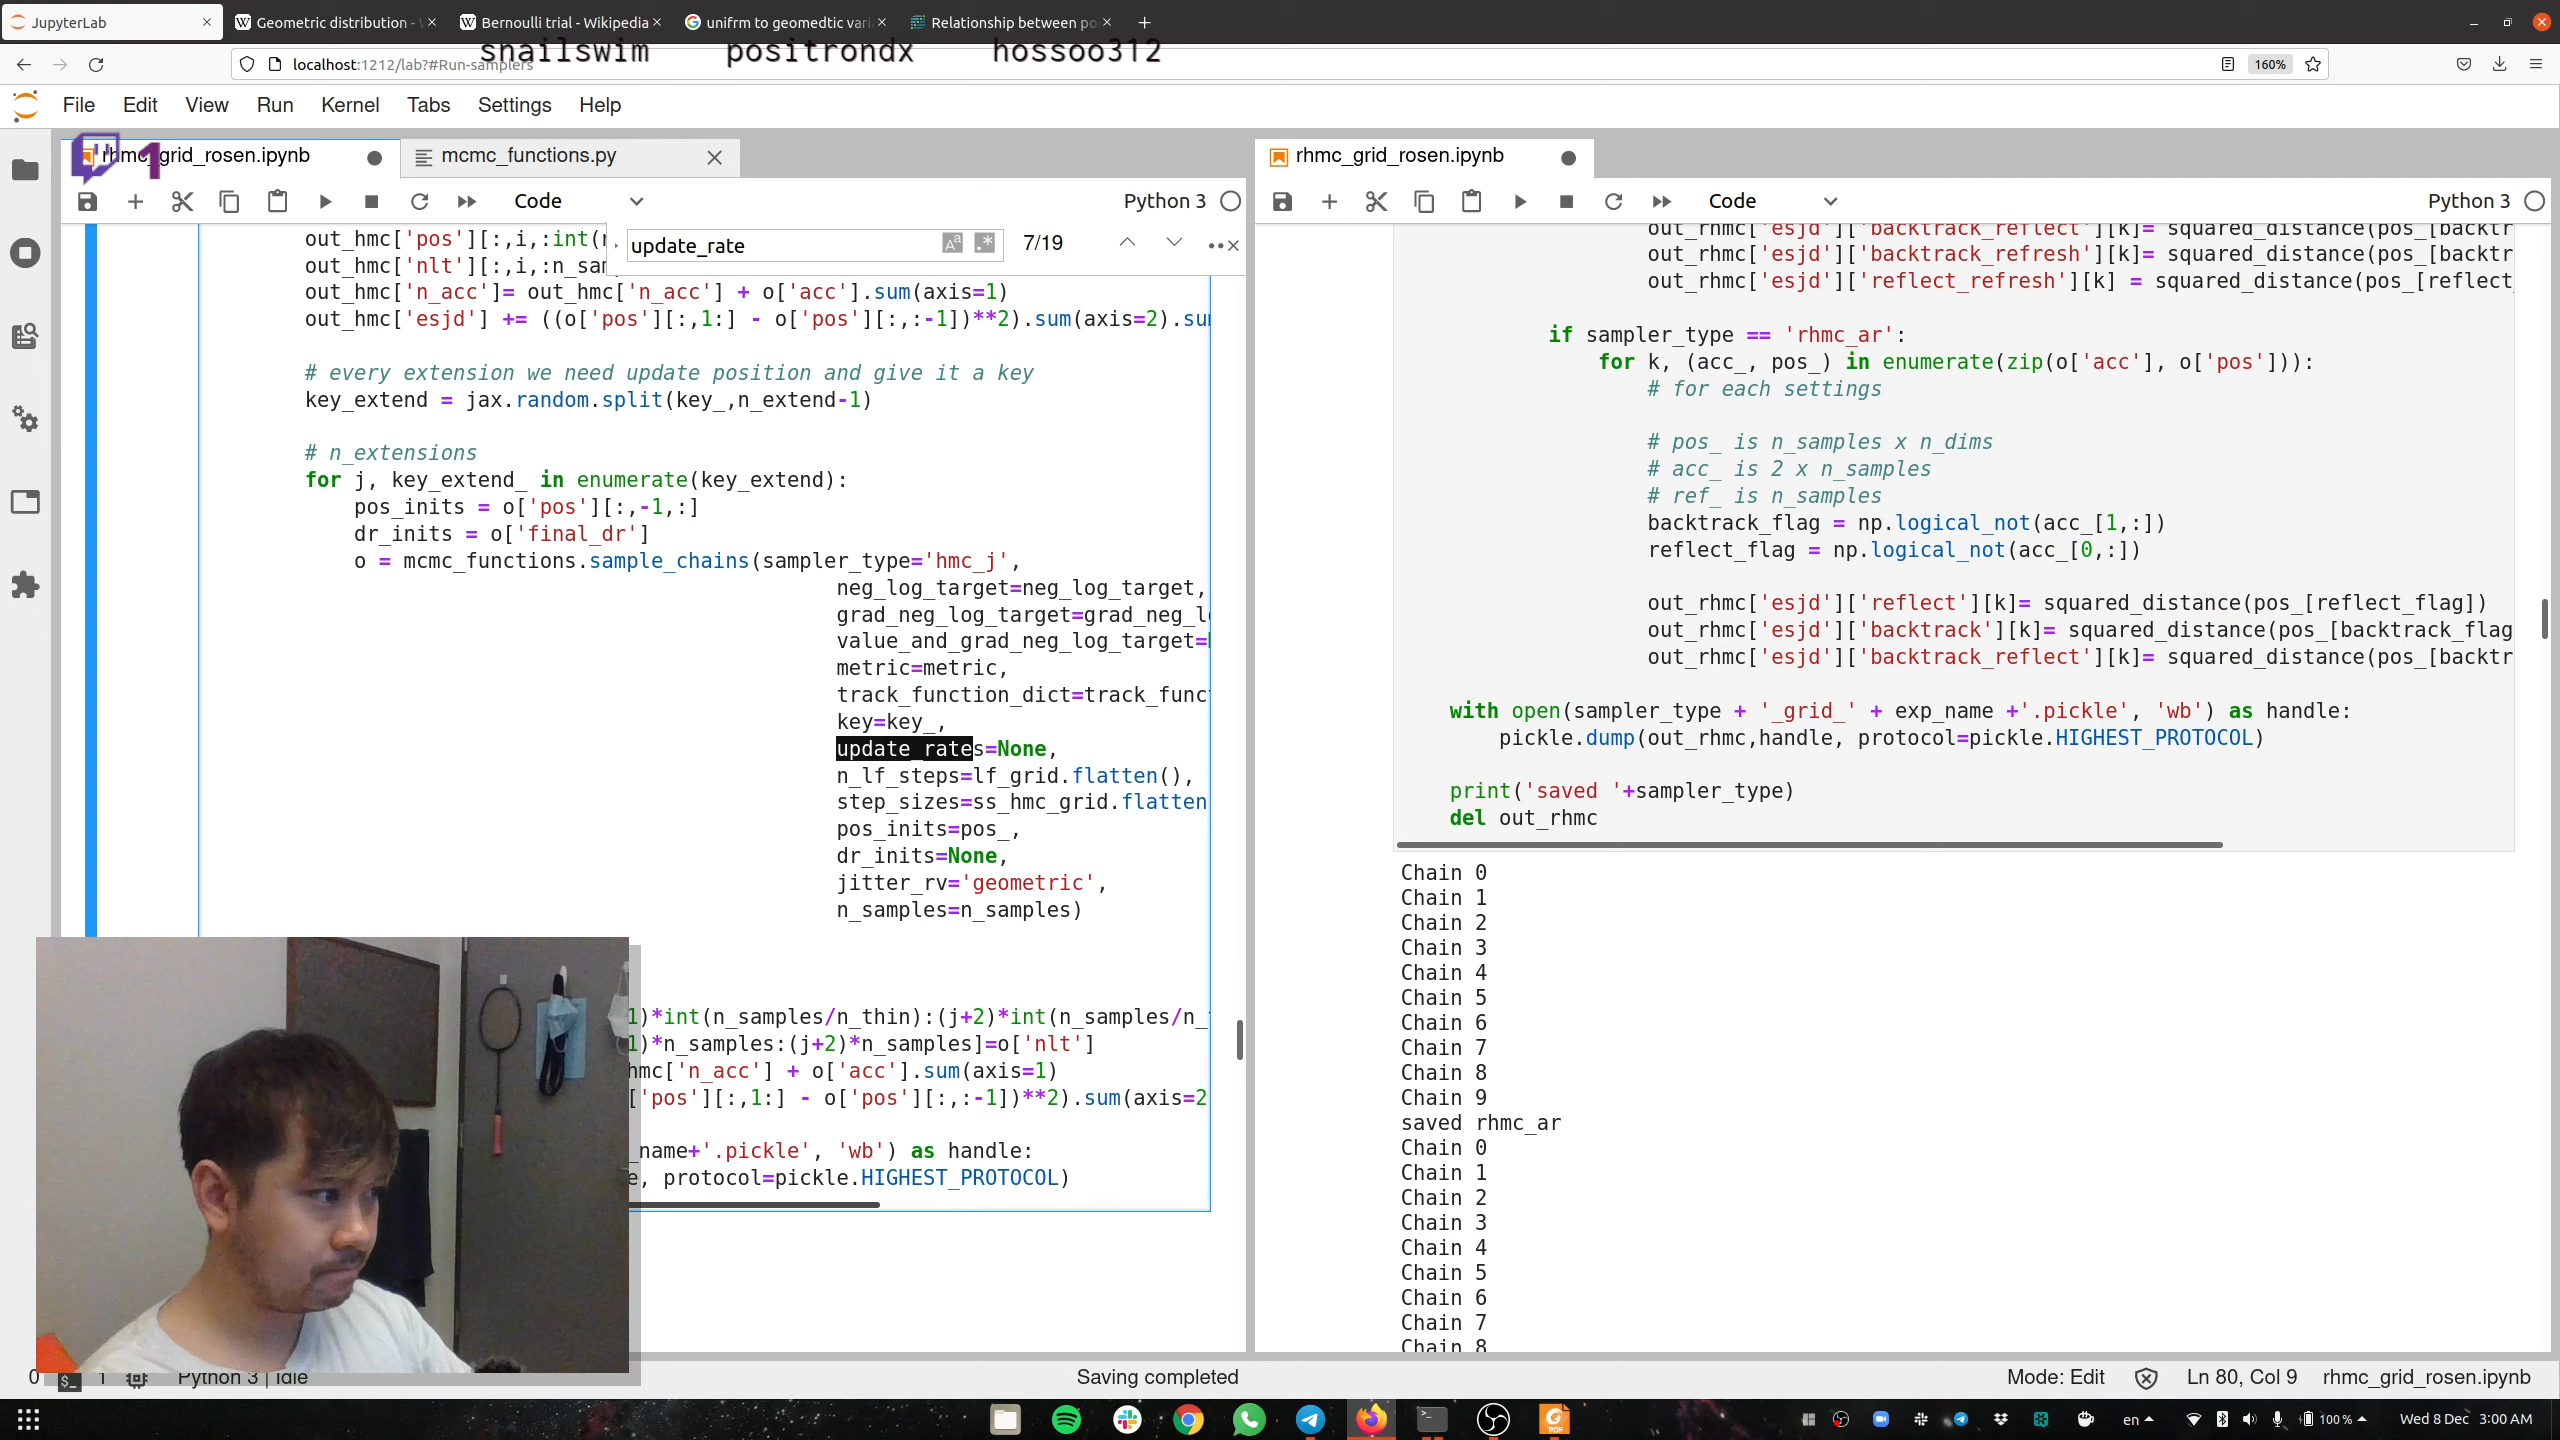 JupyterLab
Geometric distribution -
Bernoulli trial - Wikipedia
unifrm to geomedtic vari
Relationship between po
snailswim positrondx hossoo312
localhost:1212/lab?#Run-samplers
160%
File Edit View Run Kernel Tabs Settings Help
rhmc_grid_rosen.ipynb
1
mcmc_functions.py
rhmc_grid_rosen.ipynb
Code
Python 3
Code
Python 3
update_rate
7/19
out_hmc['pos'][:,i,:int(
out_hmc['nlt'][:,i,:n_sam
out_hmc['n_acc']= out_hmc['n_acc'] + o['acc'].sum(axis=1)
out_hmc['esjd'] += ((o['pos'][:,1:] - o['pos'][:,:-1])**2).sum(axis=2).su
# every extension we need update position and give it a key
key_extend = jax.random.split(key_,n_extend-1)
# n_extensions
for j, key_extend_ in enumerate(key_extend):
pos_inits = o['pos'][:,-1,:]
dr_inits = o['final_dr']
o = mcmc_functions.sample_chains(sampler_type='hmc_j',
neg_log_target=neg_log_target,
grad_neg_log_target=grad_neg_l
value_and_grad_neg_log_target=
metric=metric,
track_function_dict=track_func
key=key_,
update_rates=None,
n_lf_steps=lf_grid.flatten(),
step_sizes=ss_hmc_grid.flatten
pos_inits=pos_,
dr_inits=None,
jitter_rv='geometric',
n_samples=n_samples)
1)*int(n_samples/n_thin):(j+2)*int(n_samples/n_
1)*n_samples:(j+2)*n_samples]=o['nlt']
hmc['n_acc'] + o['acc'].sum(axis=1)
['pos'][:,1:] - o['pos'][:,:-1])**2).sum(axis=2
_name+'.pickle', 'wb') as handle:
e, protocol=pickle.HIGHEST_PROTOCOL)
out_rhmc['esjd']['backtrack_reflect'][k]= squared_distance(pos_[backtr
out_rhmc['esjd']['backtrack_refresh'][k]= squared_distance(pos_[backtr
out_rhmc['esjd']['reflect_refresh'][k] = squared_distance(pos_[reflect_
if sampler_type == 'rhmc_ar':
for k, (acc_, pos_) in enumerate(zip(o['acc'], o['pos'])):
# for each settings
# pos_ is n_samples x n_dims
# acc_ is 2 x n_samples
# ref_ is n_samples
backtrack_flag = np.logical_not(acc_[1,:])
reflect_flag = np.logical_not(acc_[0,:])
out_rhmc['esjd']['reflect'][k]= squared_distance(pos_[reflect_flag])
out_rhmc['esjd']['backtrack'][k]= squared_distance(pos_[backtrack_flag
out_rhmc['esjd']['backtrack_reflect'][k]= squared_distance(pos_[backtr
with open(sampler_type + '_grid_' + exp_name +'.pickle', 'wb') as handle:
pickle.dump(out_rhmc,handle, protocol=pickle.HIGHEST_PROTOCOL)
print('saved '+sampler_type)
del out_rhmc
Chain 0
Chain 1
Chain 2
Chain 3
Chain 4
Chain 5
Chain 6
Chain 7
Chain 8
Chain 9
saved rhmc_ar
Chain 0
Chain 1
Chain 2
Chain 3
Chain 4
Chain 5
Chain 6
Chain 7
Chain 8
0
1
Python 3 | Idle
Saving completed
Mode: Edit
Ln 80, Col 9
rhmc_grid_rosen.ipynb
en
100 %
Wed 8 Dec 3:00 AM